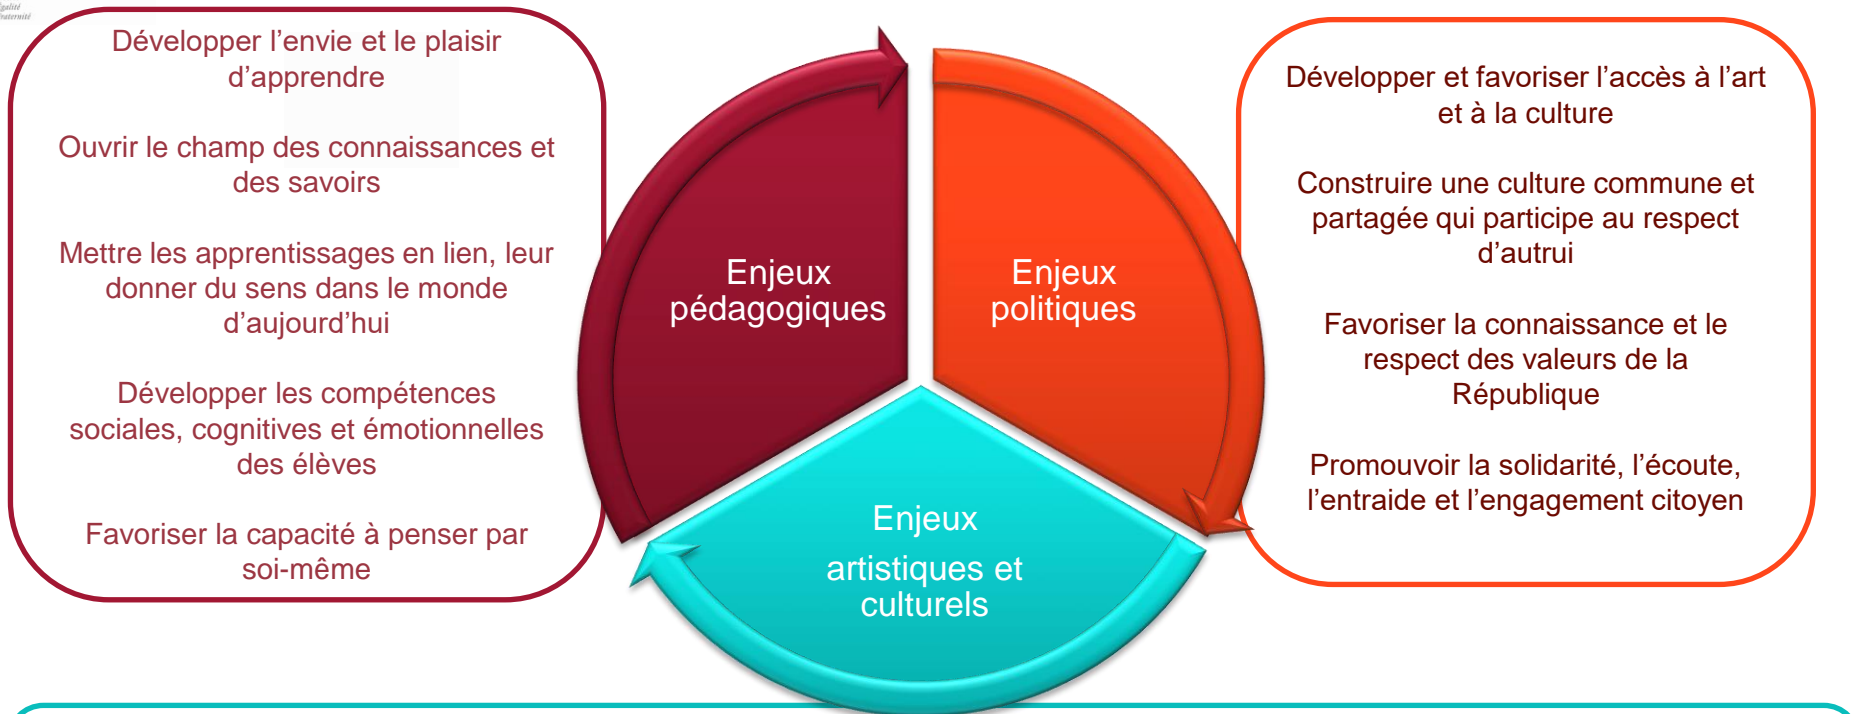 Égalité
Fraternité
Développer l’envie et le plaisir
d’apprendre
Ouvrir le champ des connaissances et
des savoirs
Mettre les apprentissages en lien, leur
donner du sens dans le monde
d’aujourd’hui
Développer les compétences
sociales, cognitives et émotionnelles
des élèves
Favoriser la capacité à penser par
soi-même
Enjeux
pédagogiques
Enjeux
politiques
Enjeux
artistiques et
culturels
Développer et favoriser l’accès à l’art
et à la culture
Construire une culture commune et
partagée qui participe au respect
d’autrui
Favoriser la connaissance et le
respect des valeurs de la
République
Promouvoir la solidarité, l’écoute,
l’entraide et l’engagement citoyen